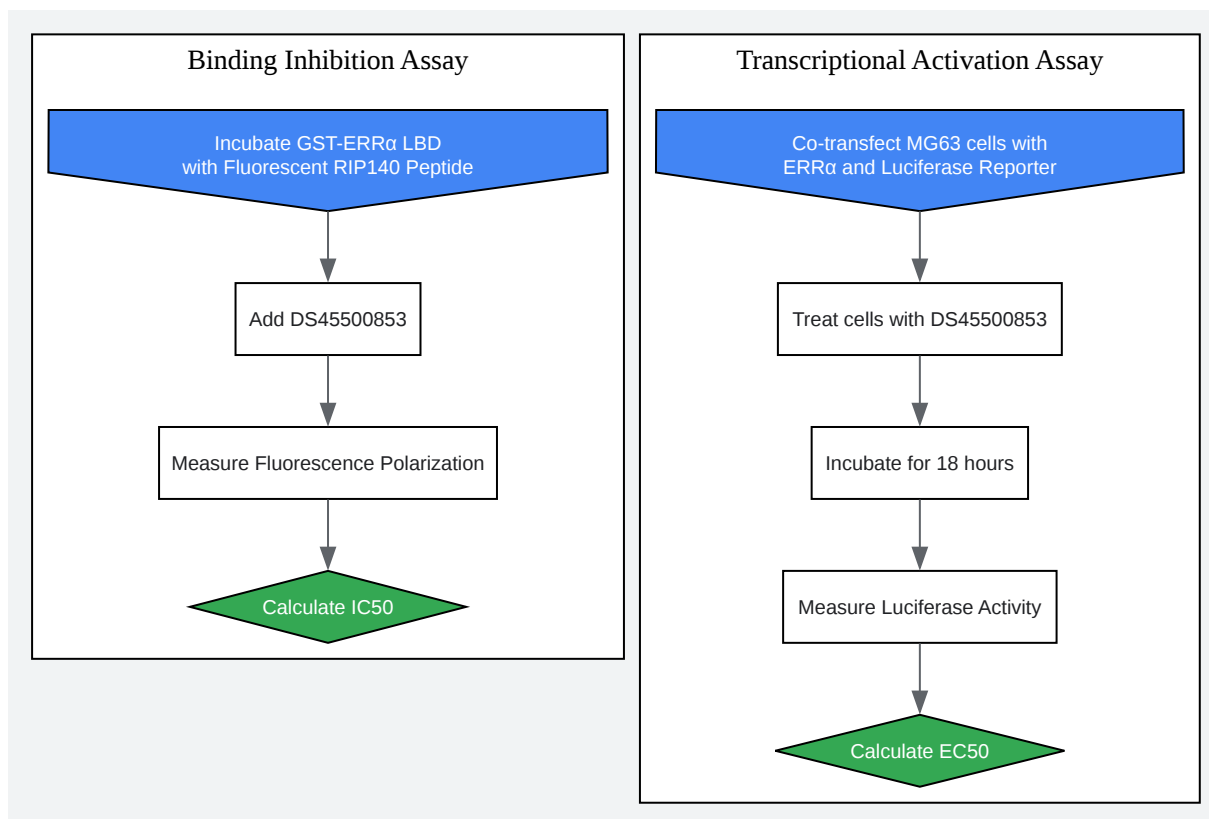 Binding Inhibition Assay
Incubate GST-ERRα LBD
with Fluorescent RIP140 Peptide
Add DS45500853
Measure Fluorescence Polarization
Calculate IC50
Transcriptional Activation Assay
Co-transfect MG63 cells with
ERRα and Luciferase Reporter
Treat cells with DS45500853
Incubate for 18 hours
Measure Luciferase Activity
Calculate EC50